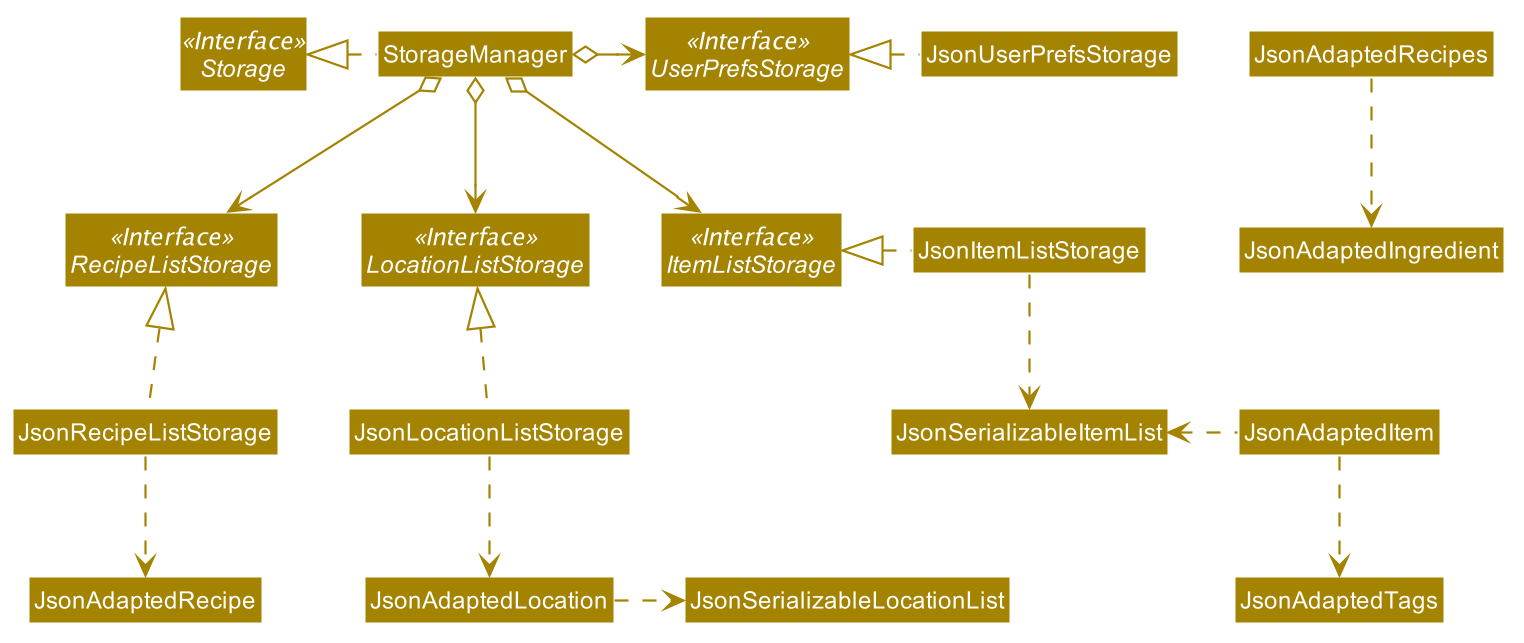 «Interface»
Storage
StorageManager
«Interface»
UserPrefsStorage
JsonUserPrefsStorage
JsonAdaptedRecipes
«Interface»
RecipeListStorage
«Interface»
LocationListStorage
«Interface»
ItemListStorage
JsonItemListStorage
JsonAdaptedIngredient
JsonRecipeListStorage
JsonLocationListStorage
JsonSerializableItemList
JsonAdaptedItem
JsonAdaptedRecipe
JsonAdaptedLocation
JsonSerializableLocationList
JsonAdaptedTags